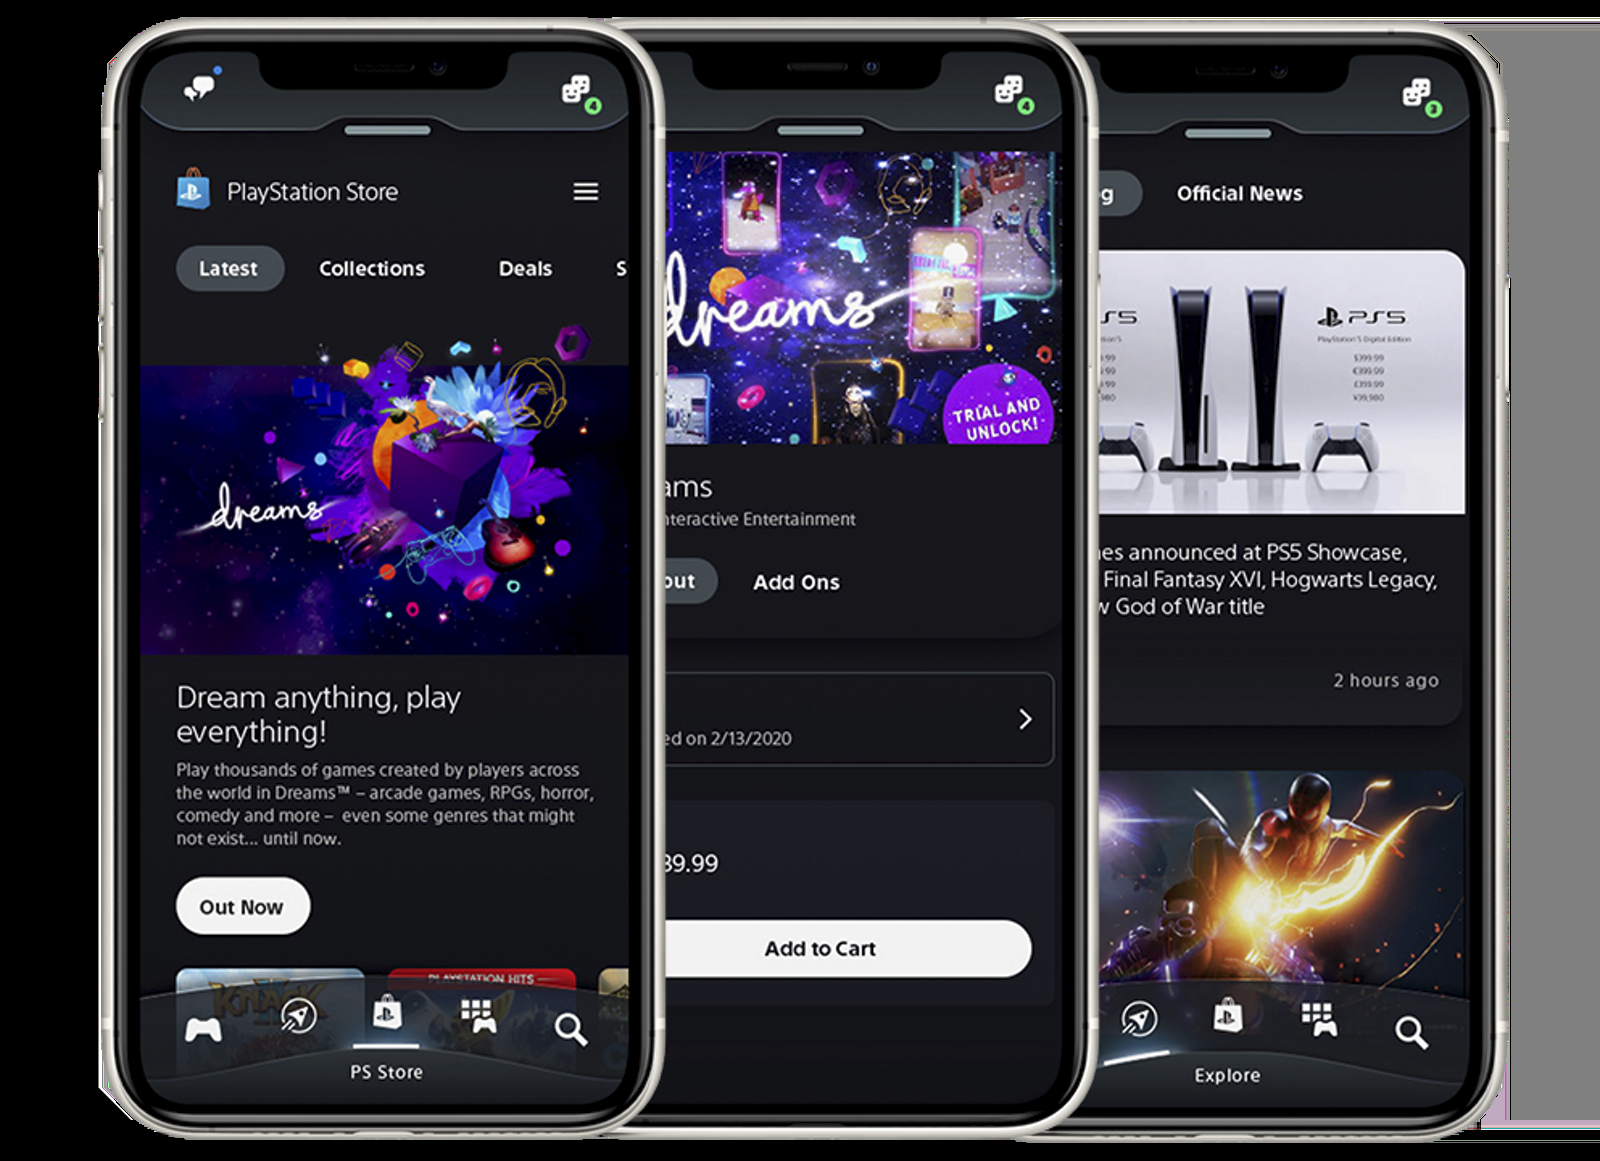 4
PlayStation Store
Latest
Collections
Deals
S
dreams
Dream anything, play
everything!
Play thousands of games created by players across
the world in Dreams™ – arcade games, RPGs, horror,
comedy and more – even some genres that might
not exist... until now.
Out Now
KNACK
PLAYSTATION HITS
PS Store
4
dreams
TRIAL AND
UNLOCK!
ams
nteractive Entertainment
out
Add Ons
ed on 2/13/2020
39.99
Add to Cart
3
g
Official News
PS5
PlayStation®5 Digital Edition
$399.99
€399.99
£359.99
¥39,980
.99
.99
.99
980
es announced at PS5 Showcase,
Final Fantasy XVI, Hogwarts Legacy,
w God of War title
2 hours ago
Explore